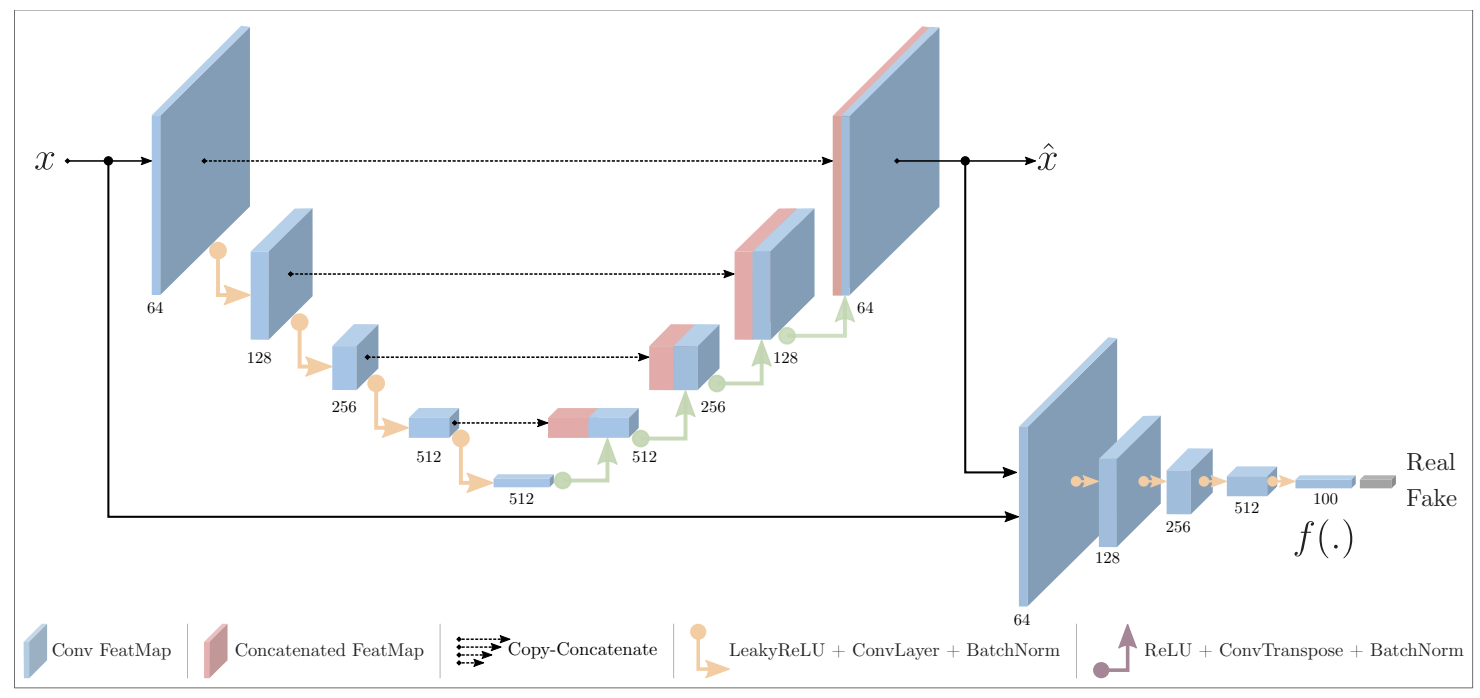 x
x̂
64
64
128
128
256
256
512
512
512
Real
Fake
100
512
256
128
64
f(.)
Conv FeatMap
Concatenated FeatMap
Copy-Concatenate
LeakyReLU + ConvLayer + BatchNorm
ReLU + ConvTranspose + BatchNorm